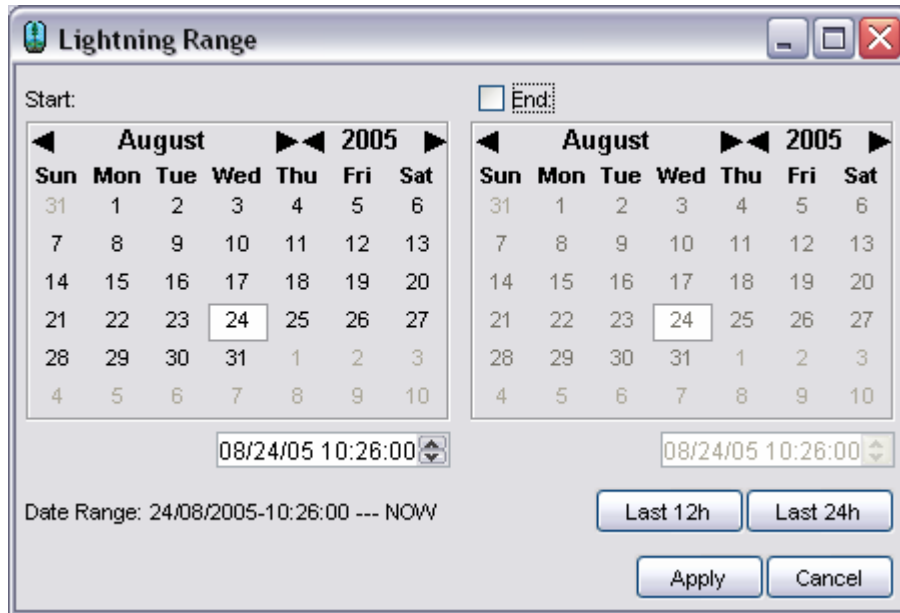 Lightning Range
Start:
End:
August 2005
Sun Mon Tue Wed Thu Fri Sat
31 1 2 3 4 5 6
7 8 9 10 11 12 13
14 15 16 17 18 19 20
21 22 23 24 25 26 27
28 29 30 31 1 2 3
4 5 6 7 8 9 10
08/24/05 10:26:00
August 2005
Sun Mon Tue Wed Thu Fri Sat
31 1 2 3 4 5 6
7 8 9 10 11 12 13
14 15 16 17 18 19 20
21 22 23 24 25 26 27
28 29 30 31 1 2 3
4 5 6 7 8 9 10
08/24/05 10:26:00
Date Range: 24/08/2005-10:26:00 --- NOW
Last 12h
Last 24h
Apply
Cancel